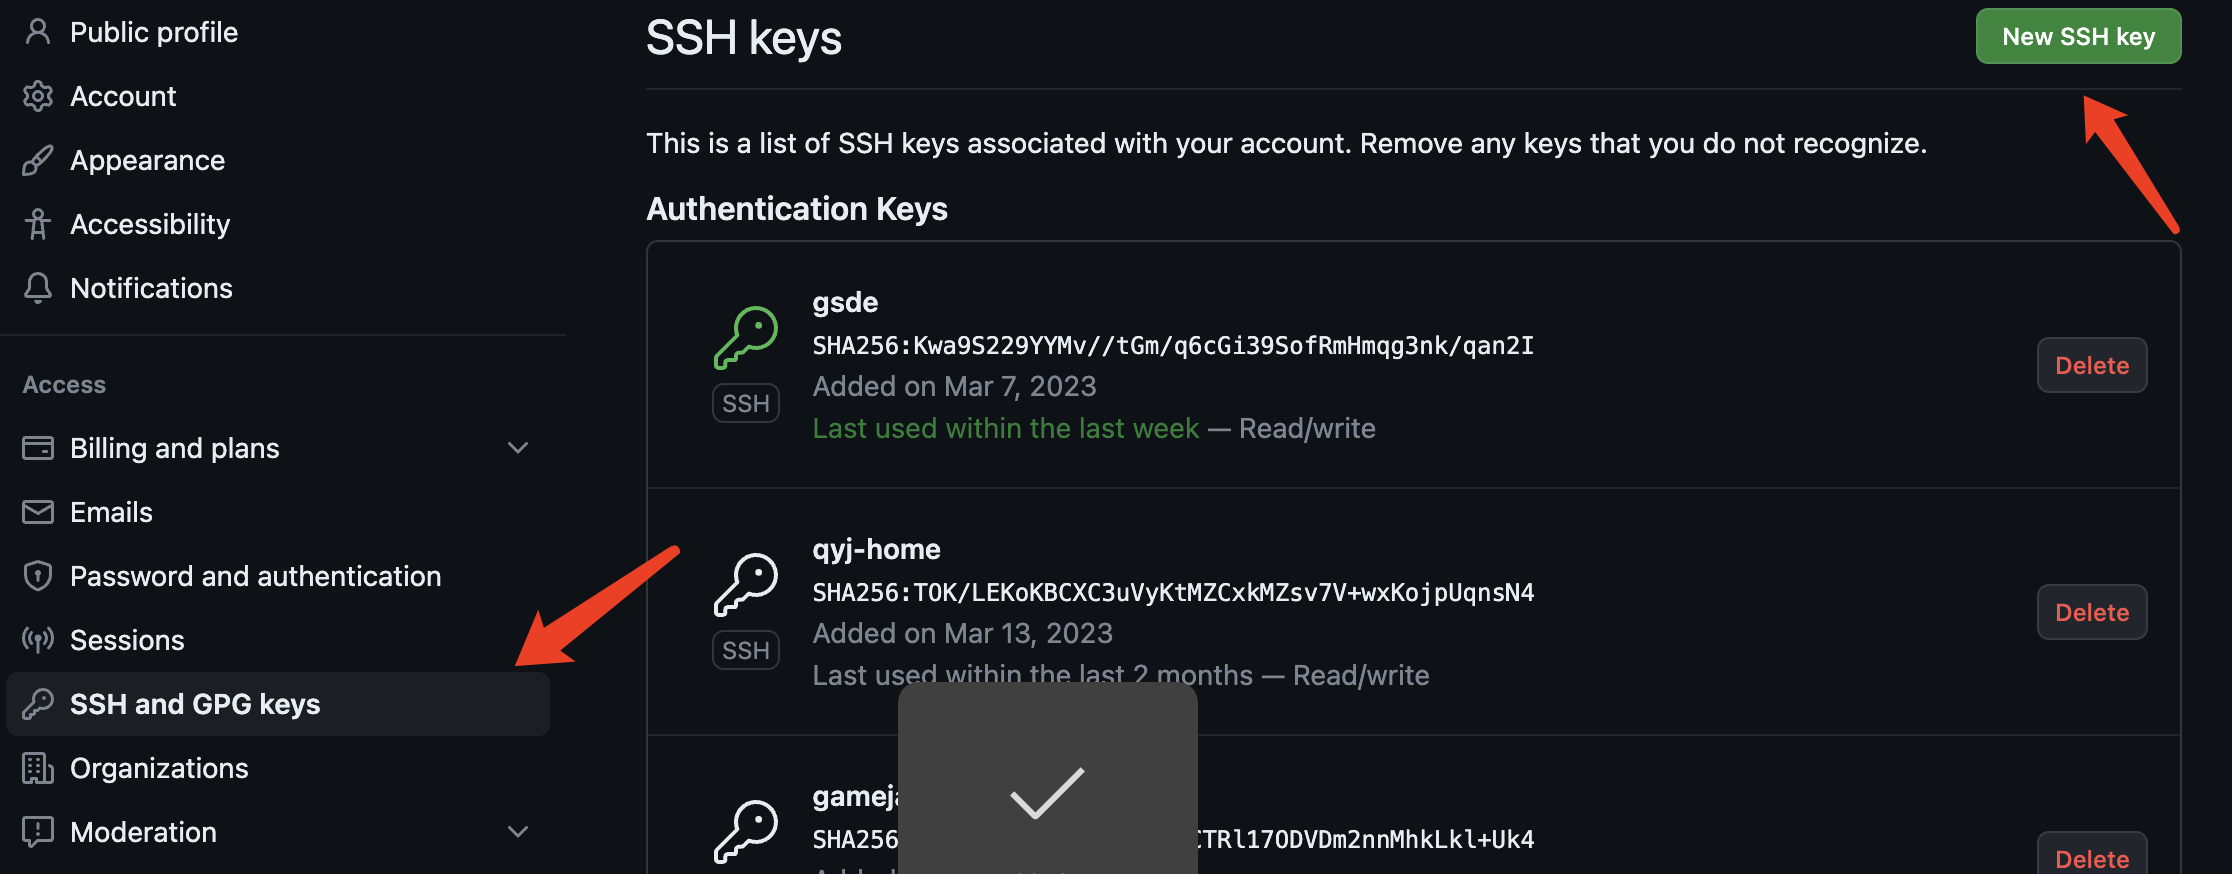 Public profile
Account
Appearance
Accessibility
Notifications
Access
Billing and plans
Emails
Password and authentication
Sessions
SSH and GPG keys
Organizations
Moderation
SSH keys
New SSH key
This is a list of SSH keys associated with your account. Remove any keys that you do not recognize.
Authentication Keys
gsde
SHA256:Kwa9S229YYMv//tGm/q6cGi39SofRmHmqg3nk/qan2I
Added on Mar 7, 2023
SSH
Last used within the last week — Read/write
Delete
qyj-home
SHA256:TOK/LEKoKBCXC3uVyKtMZCxkMZsv7V+wxKojpUqnsN4
Added on Mar 13, 2023
SSH
Last used within the last 2 months — Read/write
Delete
SHA256
TRl17ODVDm2nnMhkLkl+Uk4
Delete